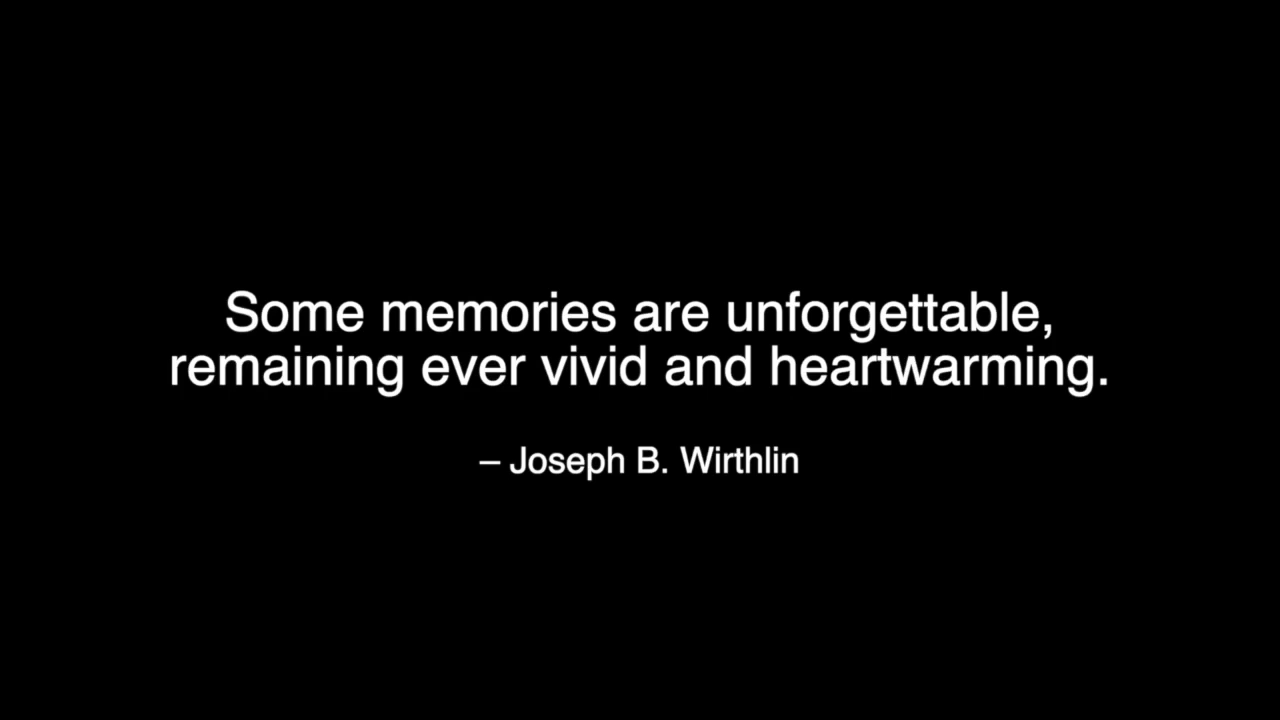 Some memories are unforgettable,
remaining ever vivid and heartwarming.
– Joseph B. Wirthlin